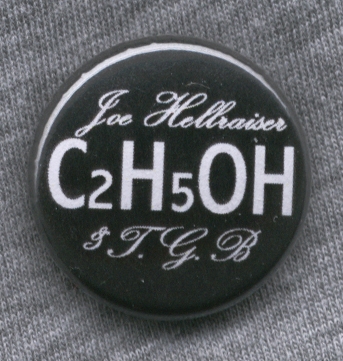 Joe Hellraiser
C2H5OH
& T. G. B